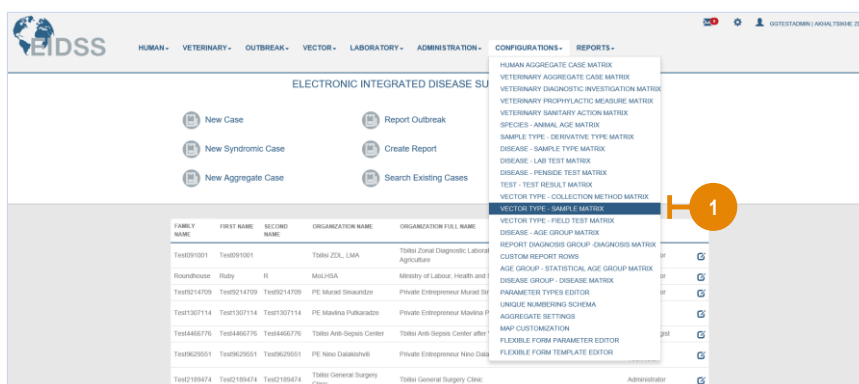 EIDSS
GGTESTADMIN | AKHALTSIKHE
HUMAN VETERINARY OUTBREAK VECTOR LABORATORY ADMINISTRATION CONFIGURATIONS REPORTS
HUMAN AGGREGATE CASE MATRIX
VETERINARY AGGREGATE CASE MATRIX
VETERINARY DIAGNOSTIC INVESTIGATION MATRIX
VETERINARY PROPHYLACTIC MEASURE MATRIX
VETERINARY SANITARY ACTION MATRIX
SPECIES - ANIMAL AGE MATRIX
SAMPLE TYPE - DERIVATIVE TYPE MATRIX
DISEASE - SAMPLE TYPE MATRIX
DISEASE - LAB TEST MATRIX
DISEASE - PENSIDE TEST MATRIX
TEST - TEST RESULT MATRIX
VECTOR TYPE - COLLECTION METHOD MATRIX
VECTOR TYPE - SAMPLE MATRIX
VECTOR TYPE - FIELD TEST MATRIX
DISEASE - AGE GROUP MATRIX
REPORT DIAGNOSIS GROUP -DIAGNOSIS MATRIX
CUSTOM REPORT ROWS
AGE GROUP - STATISTICAL AGE GROUP MATRIX
DISEASE GROUP - DISEASE MATRIX
PARAMETER TYPES EDITOR
UNIQUE NUMBERING SCHEMA
AGGREGATE SETTINGS
MAP CUSTOMIZATION
FLEXIBLE FORM PARAMETER EDITOR
FLEXIBLE FORM TEMPLATE EDITOR
1
ELECTRONIC INTEGRATED DISEASE SU
New Case Report Outbreak
New Syndromic Case Create Report
New Aggregate Case Search Existing Cases
FAMILY NAME FIRST NAME SECOND NAME ORGANIZATION NAME ORGANIZATION FULL NAME
Test091001 Test091001 Tbilisi ZDL, LMA Tbilisi Zonal Diagnostic Laborat
Agriculture
Roundhouse Ruby R MoLHSA Ministry of Labour, Health and
Test9214709 Test9214709 Test9214709 PE Murad Sinauridze Private Entrepreneur Murad
Test1307114 Test1307114 Test1307114 PE Mavlina Putkaradze Private Entrepreneur Mavlina P
Test4466776 Test4466776 Test4466776 Tbilisi Anti-Sepsis Center Tbilisi Anti-Sepsis Center after
Test9629551 Test9629551 Test9629551 PE Nino Dalakishvili Private Entrepreneur Nino Dala
Test2189474 Test2189474 Test2189474 Tbilisi General Surgery Tbilisi General Surgery Clinic Administrator